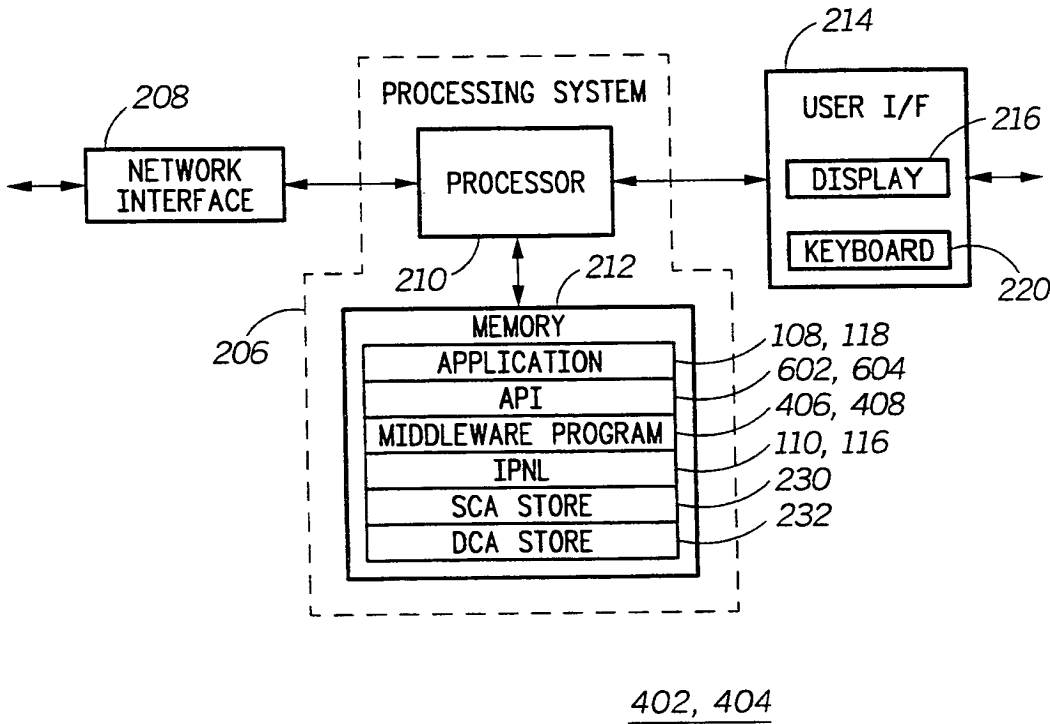 214
208
PROCESSING SYSTEM
USER I/F
216
NETWORK
INTERFACE
PROCESSOR
DISPLAY
KEYBOARD
210
212
220
206
MEMORY
APPLICATION
108, 118
API
602, 604
MIDDLEWARE PROGRAM
406, 408
IPNL
110, 116
SCA STORE
230
DCA STORE
232
402, 404